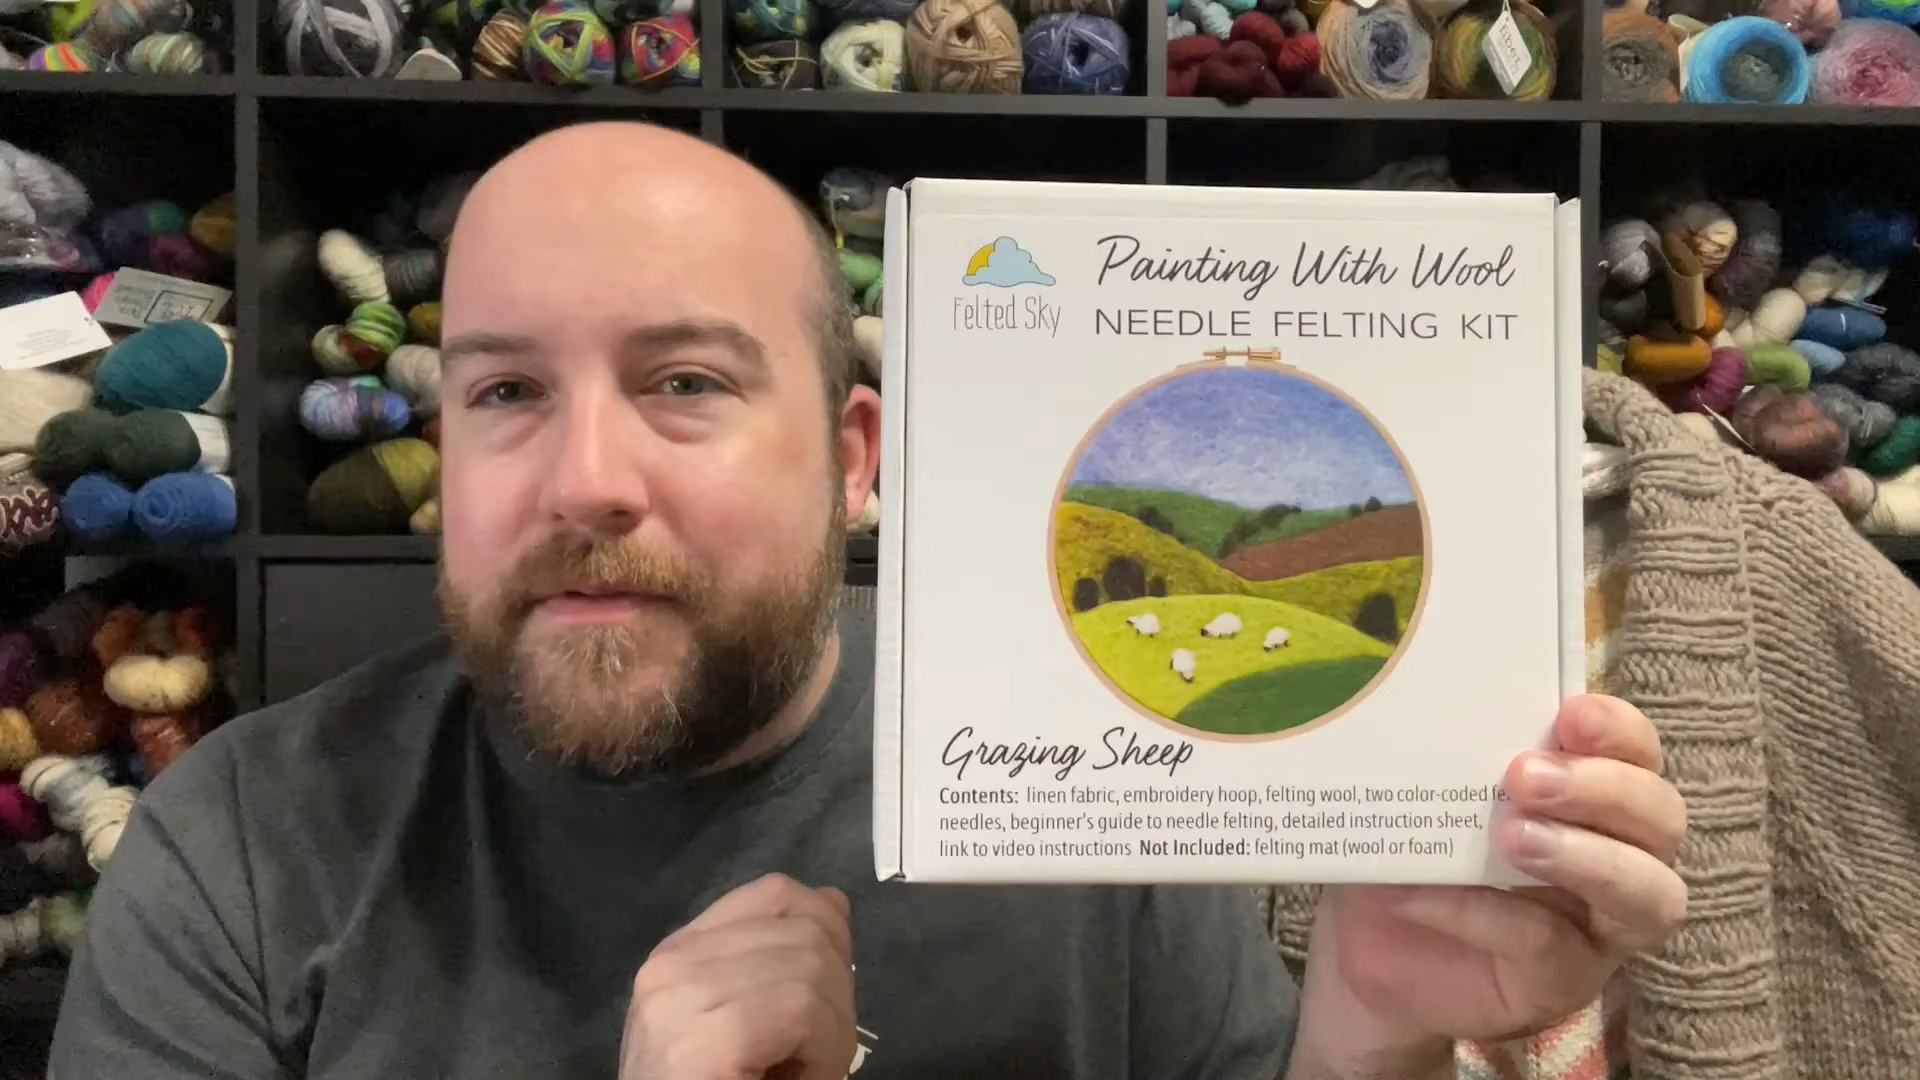 Painting With Wool
Felted Sky
NEEDLE FELTING KIT
Grazing Sheep
Contents: linen fabric, embroidery hoop, felting wool, two color-coded
needles, beginner's guide to needle felting, detailed instruction sheet,
link to video instructions Not Included: felting mat (wool or foam)